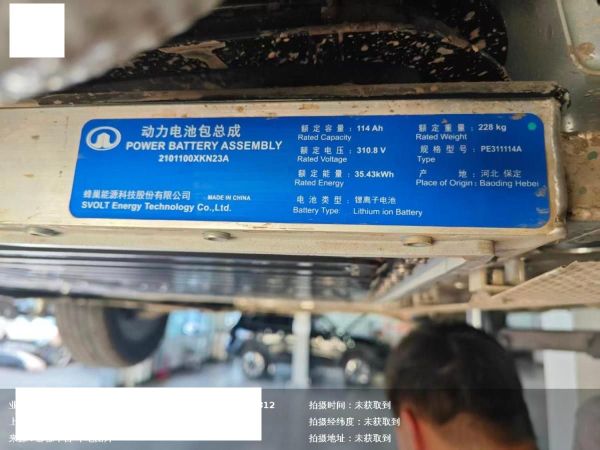 动力电池包总成
POWER BATTERY ASSEMBLY
2101100XKN23A
蜂巢能源科技股份有限公司
SVOLT Energy Technology Co.,Ltd.
MADE IN CHINA
额定容量：114 Ah
Rated Capacity
额定电压：310.8 V
Rated Voltage
额定能量：35.43kWh
Rated Energy
电池类型：锂离子电池
Battery Type: Lithium ion Battery
额定重量：228 kg
Rated Weight
规格型号：PE311114A
Type
产地：河北 保定
Place of Origin: Baoding Hebei
312
拍摄时间：未获取到
拍摄经纬度：未获取到
拍摄地址：未获取到